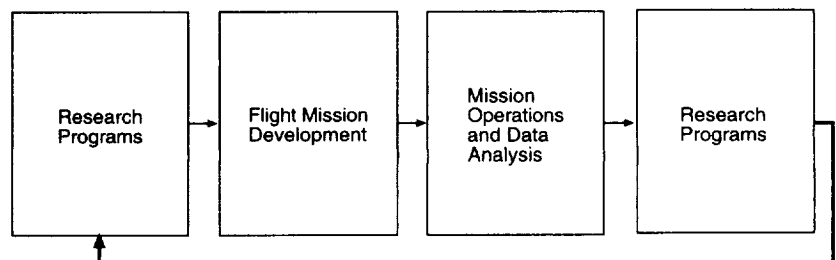 Research
Programs
Flight Mission
Development
Mission
Operations
and Data
Analysis
Research
Programs